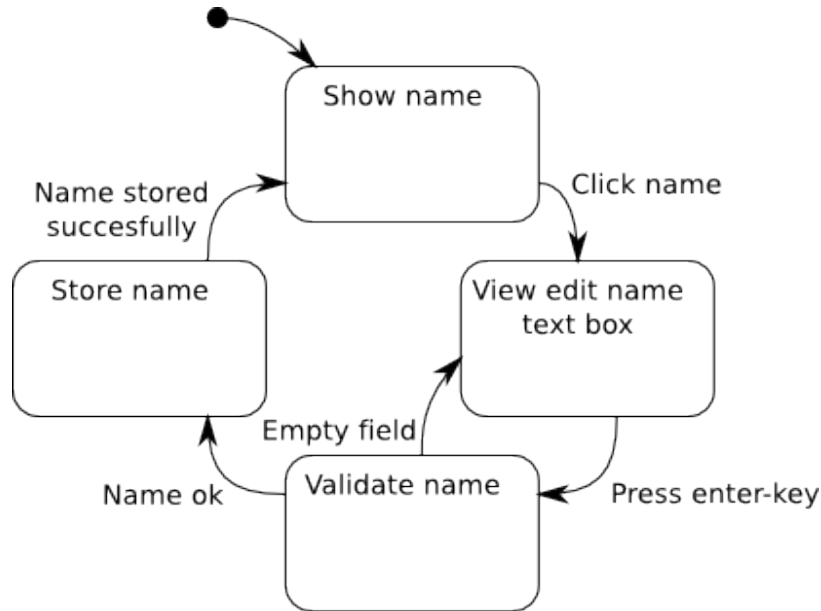 Show name
Name stored
succesfully
Click name
Store name
View edit name
text box
Empty field
Name ok
Validate name
Press enter-key